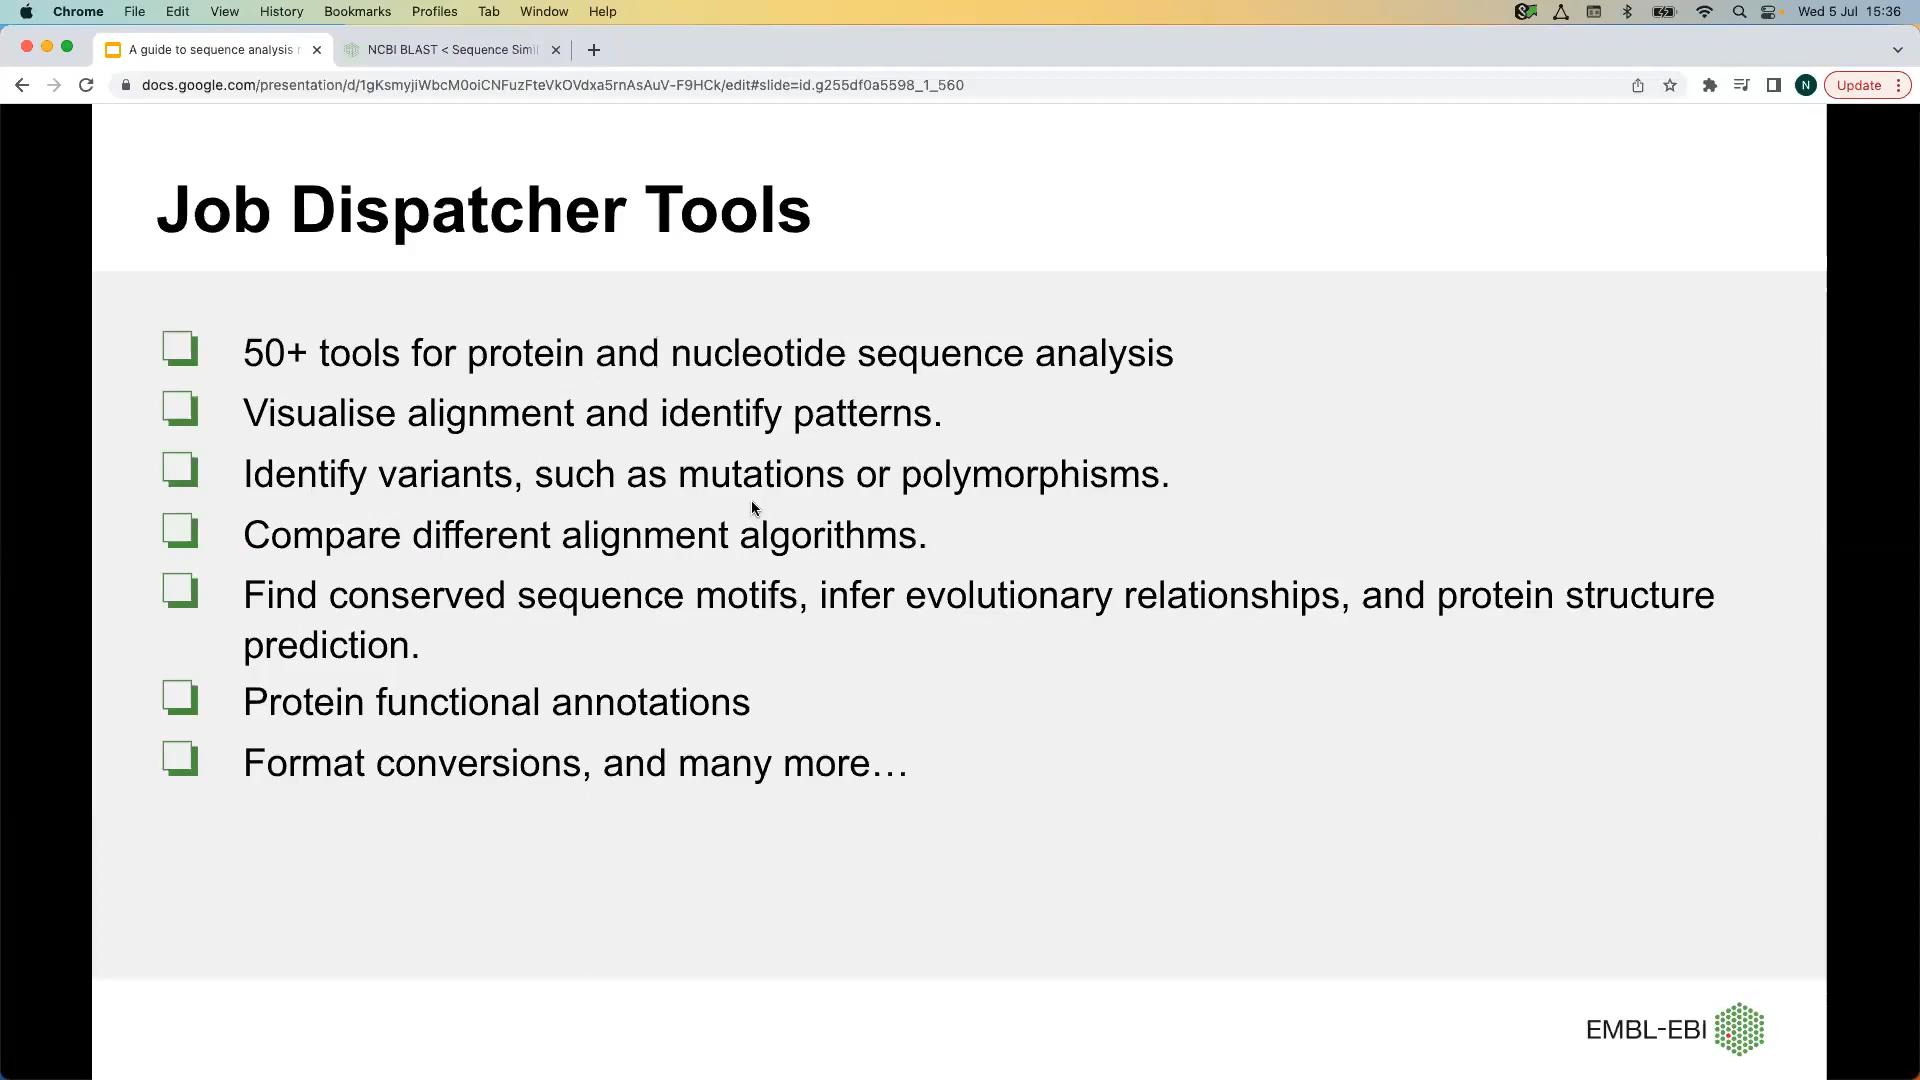 Chrome File Edit View History Bookmarks Profiles Tab Window Help Wed 5 Jul 15:36
A guide to sequence analysis NCBI BLAST < Sequence Simi
docs.google.com/presentation/d/1gKsmyjiWbcM0oiCNFuzFteVkOVdxa5rnAsAuV-F9HCk/edit#slide=id.g255df0a5598_1_560 N Update
Job Dispatcher Tools
50+ tools for protein and nucleotide sequence analysis
Visualise alignment and identify patterns.
Identify variants, such as mutations or polymorphisms.
Compare different alignment algorithms.
Find conserved sequence motifs, infer evolutionary relationships, and protein structure
prediction.
Protein functional annotations
Format conversions, and many more…
EMBL-EBI